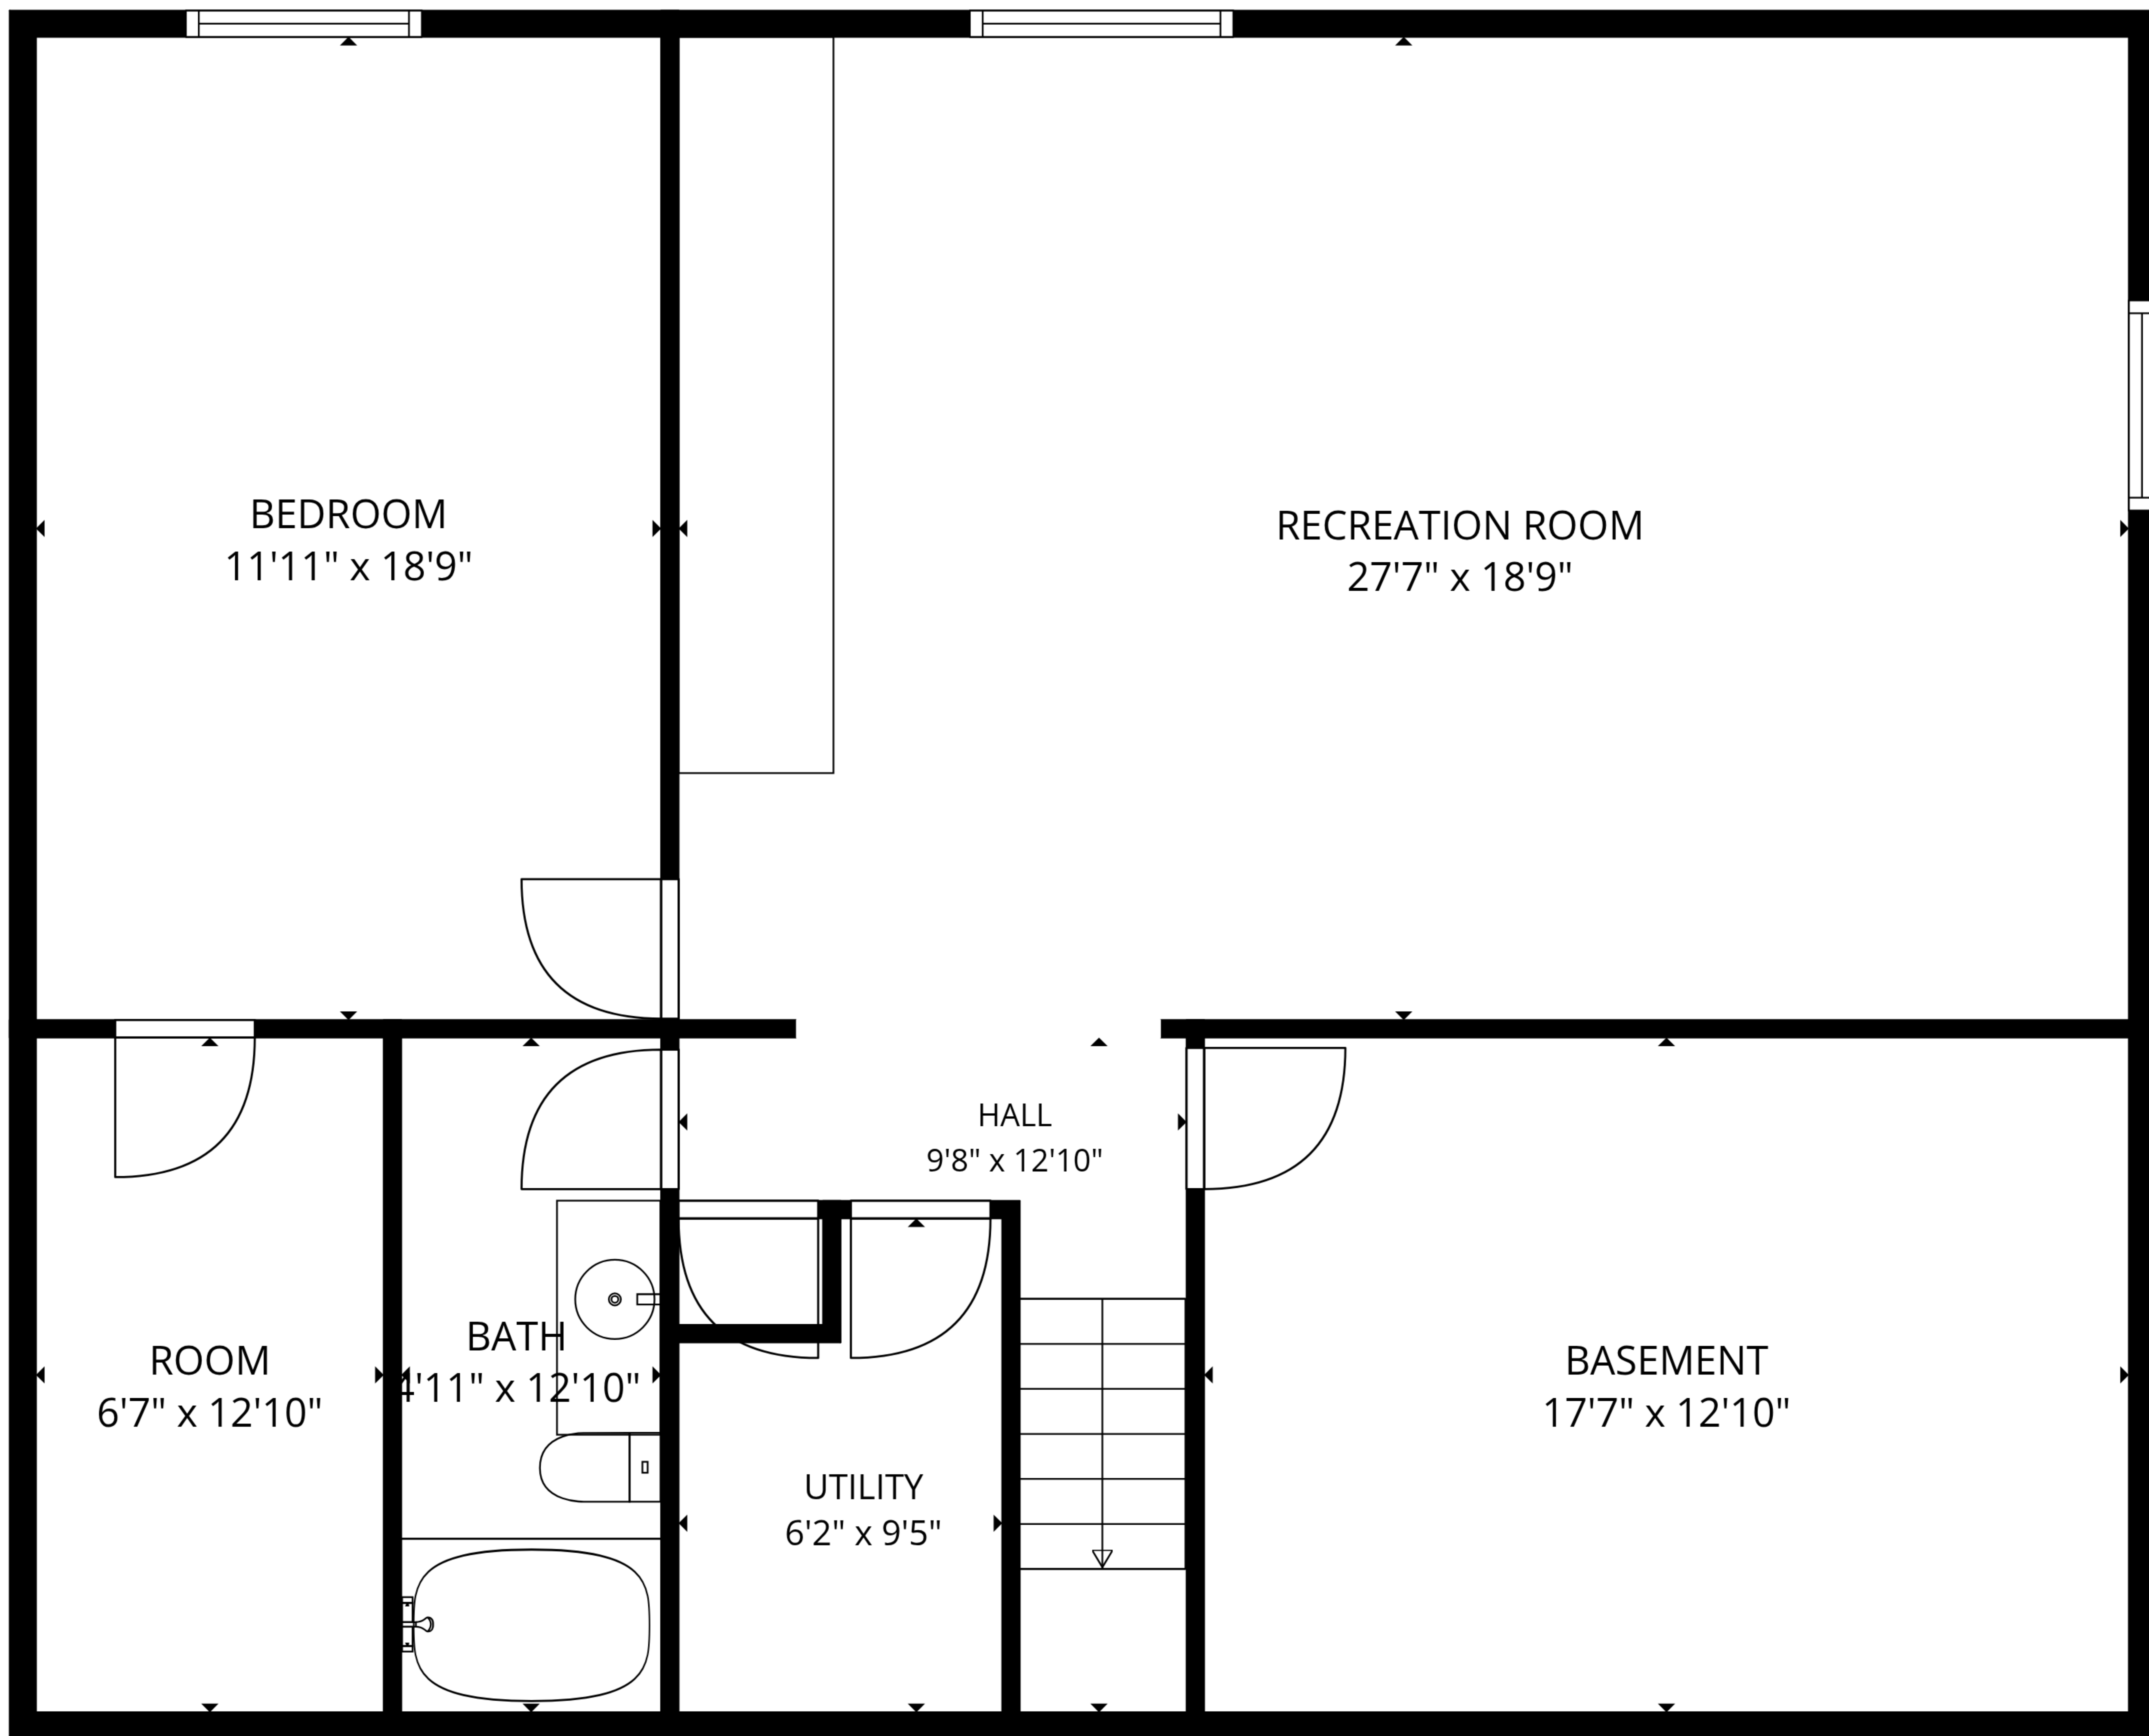 BEDROOM
11'11" x 18'9"
RECREATION ROOM
27'7" x 18'9"
HALL
9'8" x 12'10"
ROOM
6'7" x 12'10"
BATH
4'11" x 12'10"
UTILITY
6'2" x 9'5"
BASEMENT
17'7" x 12'10"